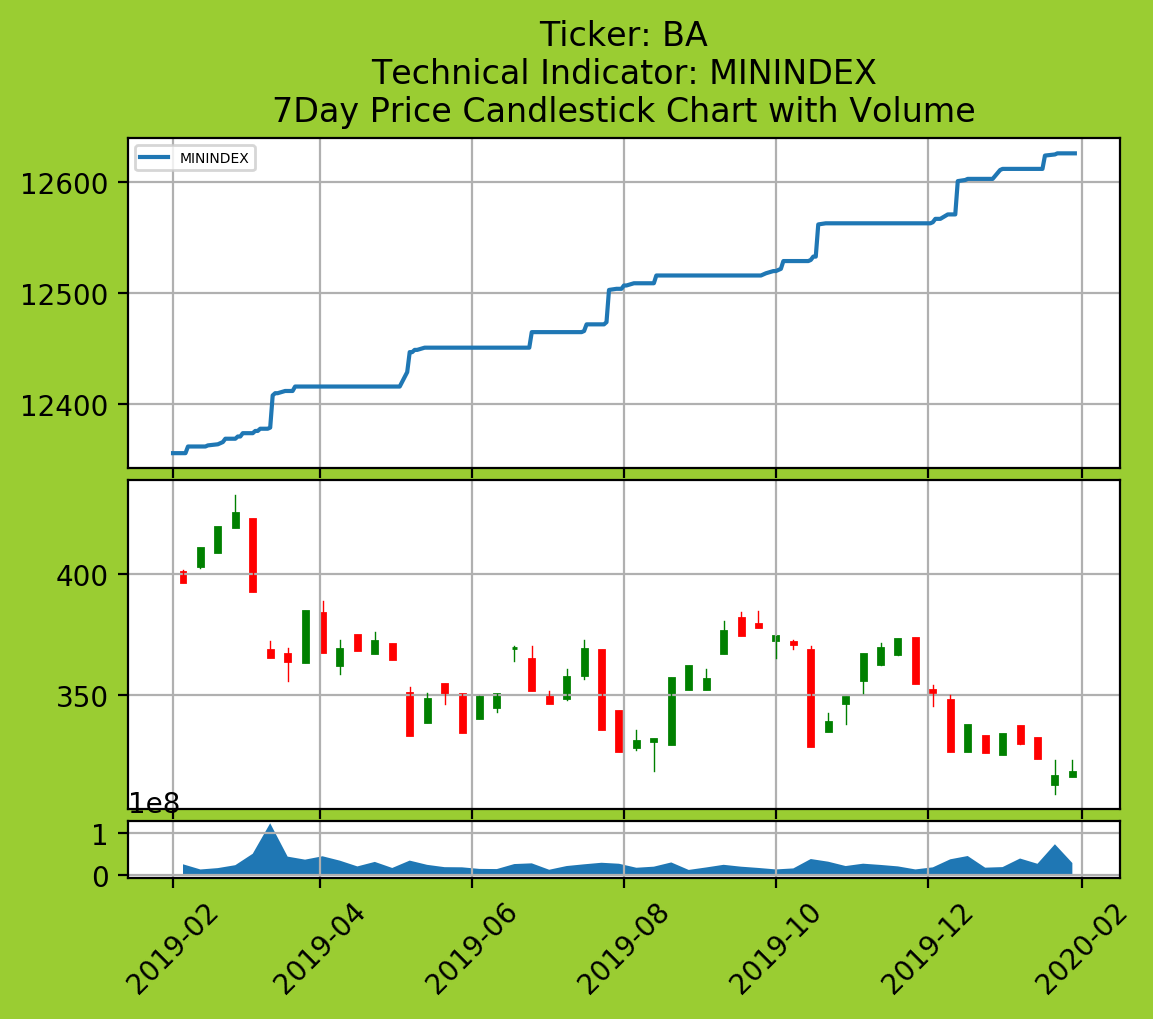 Ticker: BA
Technical Indicator: MININDEX
7Day Price Candlestick Chart with Volume
MININDEX
12600
12500
12400
400
350
1e8
1
0
2019-02
2019-04
2019-06
2019-08
2019-10
2019-12
2020-02